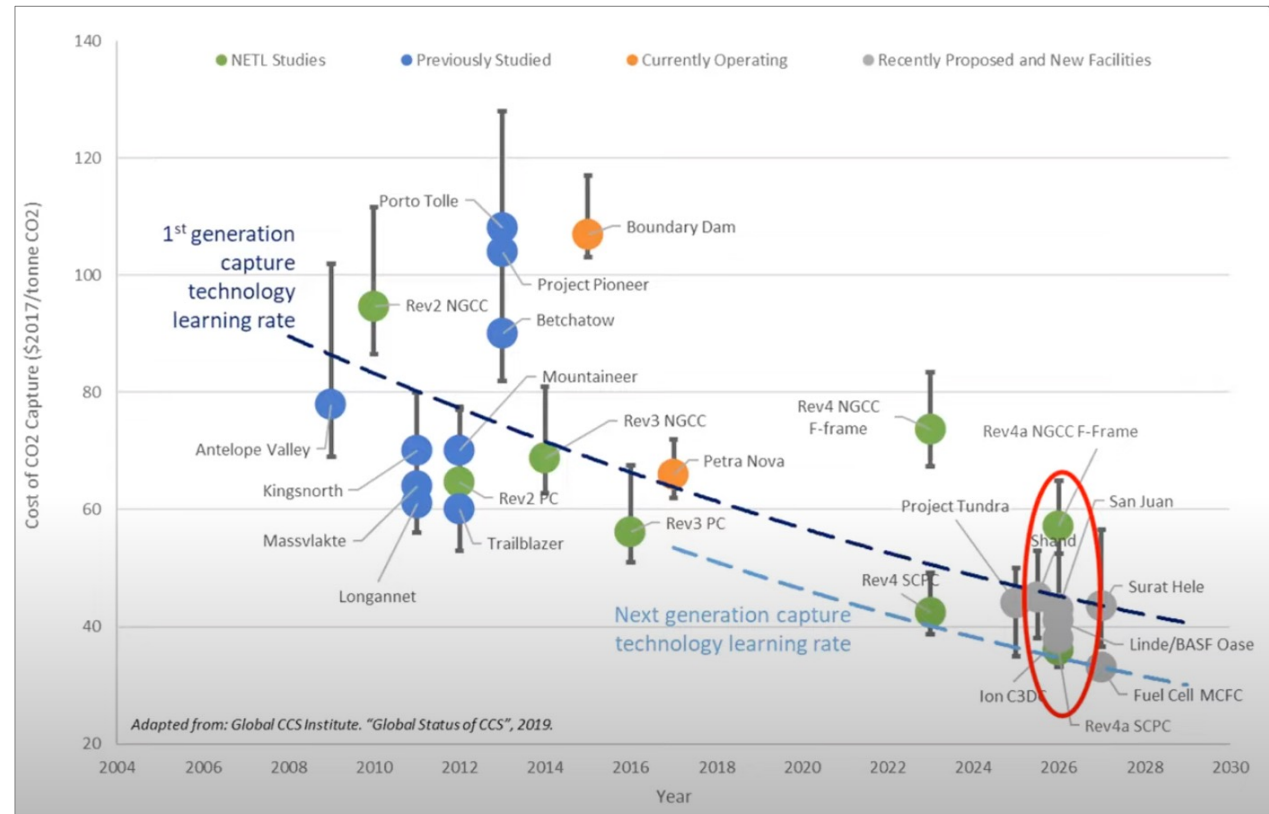 140
NETL Studies
Previously Studied
Currently Operating
Recently Proposed and New Facilities
120
Porto Tolle
Boundary Dam
1st generation
capture
technology
learning rate
100
Project Pioneer
Rev2 NGCC
Betchatow
80
Mountaineer
Rev3 NGCC
Rev4 NGCC
F-frame
Rev4a NGCC F-Frame
Antelope Valley
Petra Nova
Kingsnorth
Rev2 PC
Project Tundra
San Juan
60
Massvlakte
Trailblazer
Rev3 PC
Shand
Longannet
Rev4 SCPC
Surat Hele
Next generation capture
technology learning rate
40
Linde/BASF Oase
Ion C3DC
Fuel Cell MCFC
Rev4a SCPC
Adapted from: Global CCS Institute. “Global Status of CCS”, 2019.
20
2004 2006 2008 2010 2012 2014 2016 2018 2020 2022 2024 2026 2028 2030
Year
Cost of CO2 Capture ($2017/tonne CO2)